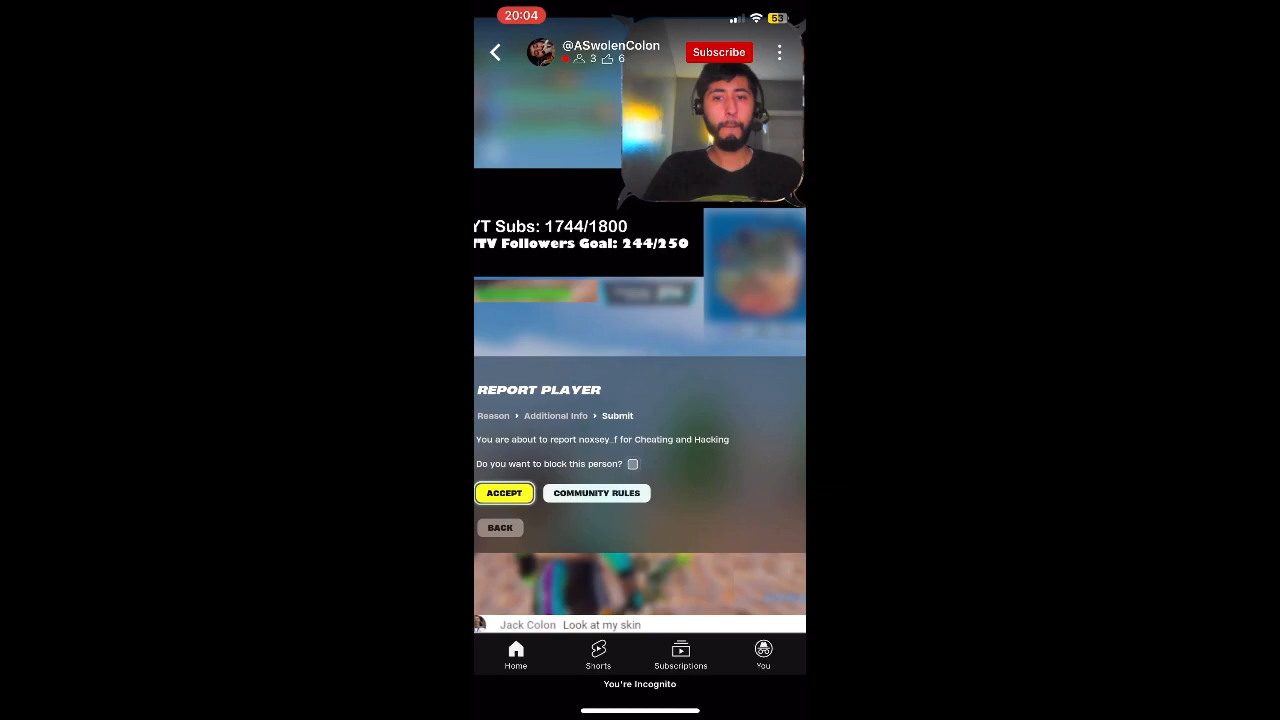 20:04
53
@ASwolenColon
3 6
Subscribe
YT Subs: 1744/1800
TTV Followers Goal: 244/250
REPORT PLAYER
Reason Additional Info Submit
You are about to report noxsey_f for Cheating and Hacking
Do you want to block this person?
ACCEPT COMMUNITY RULES
BACK
Jack Colon Look at my skin
Home Shorts Subscriptions You
You're Incognito